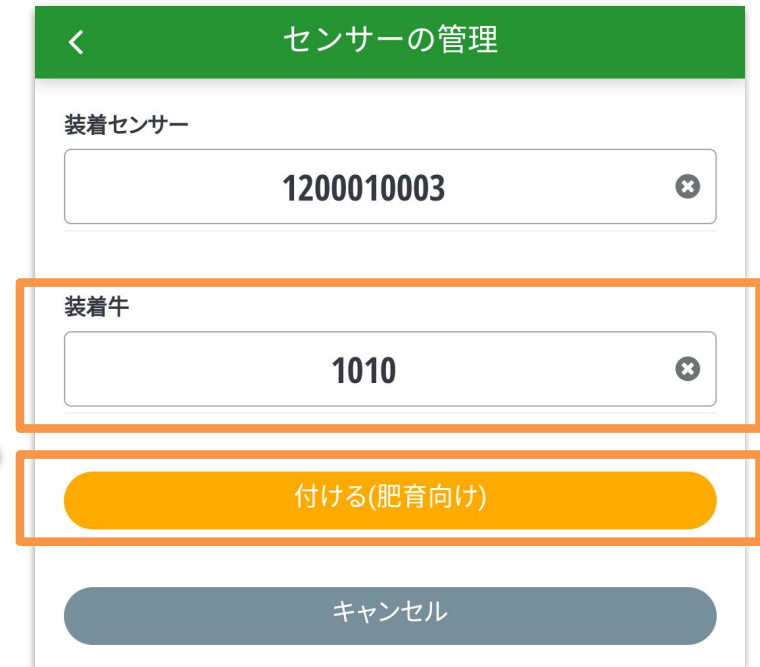 センサーの管理
装着センサー
1200010003
装着牛
1010
付ける(肥育向け)
キャンセル